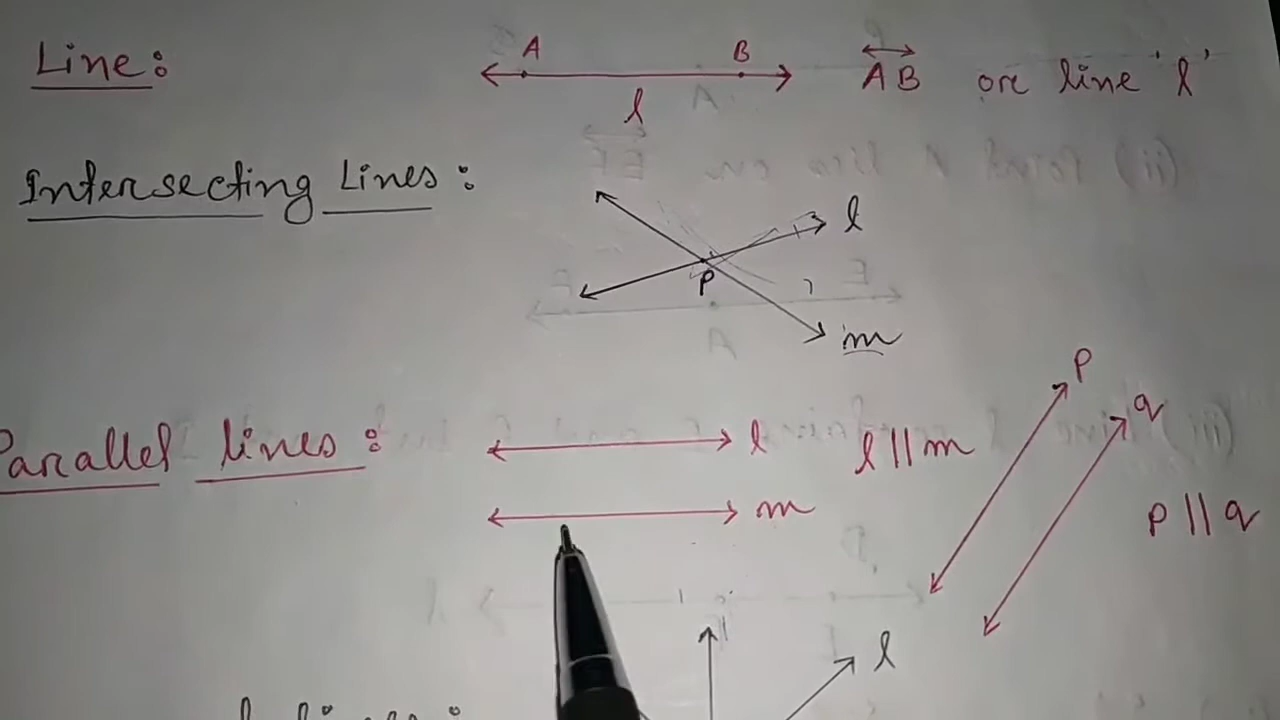 Line: A B l AB or line 'l'
Intersecting Lines: l P m
Parallel lines: l l || m P q
m p || q
l